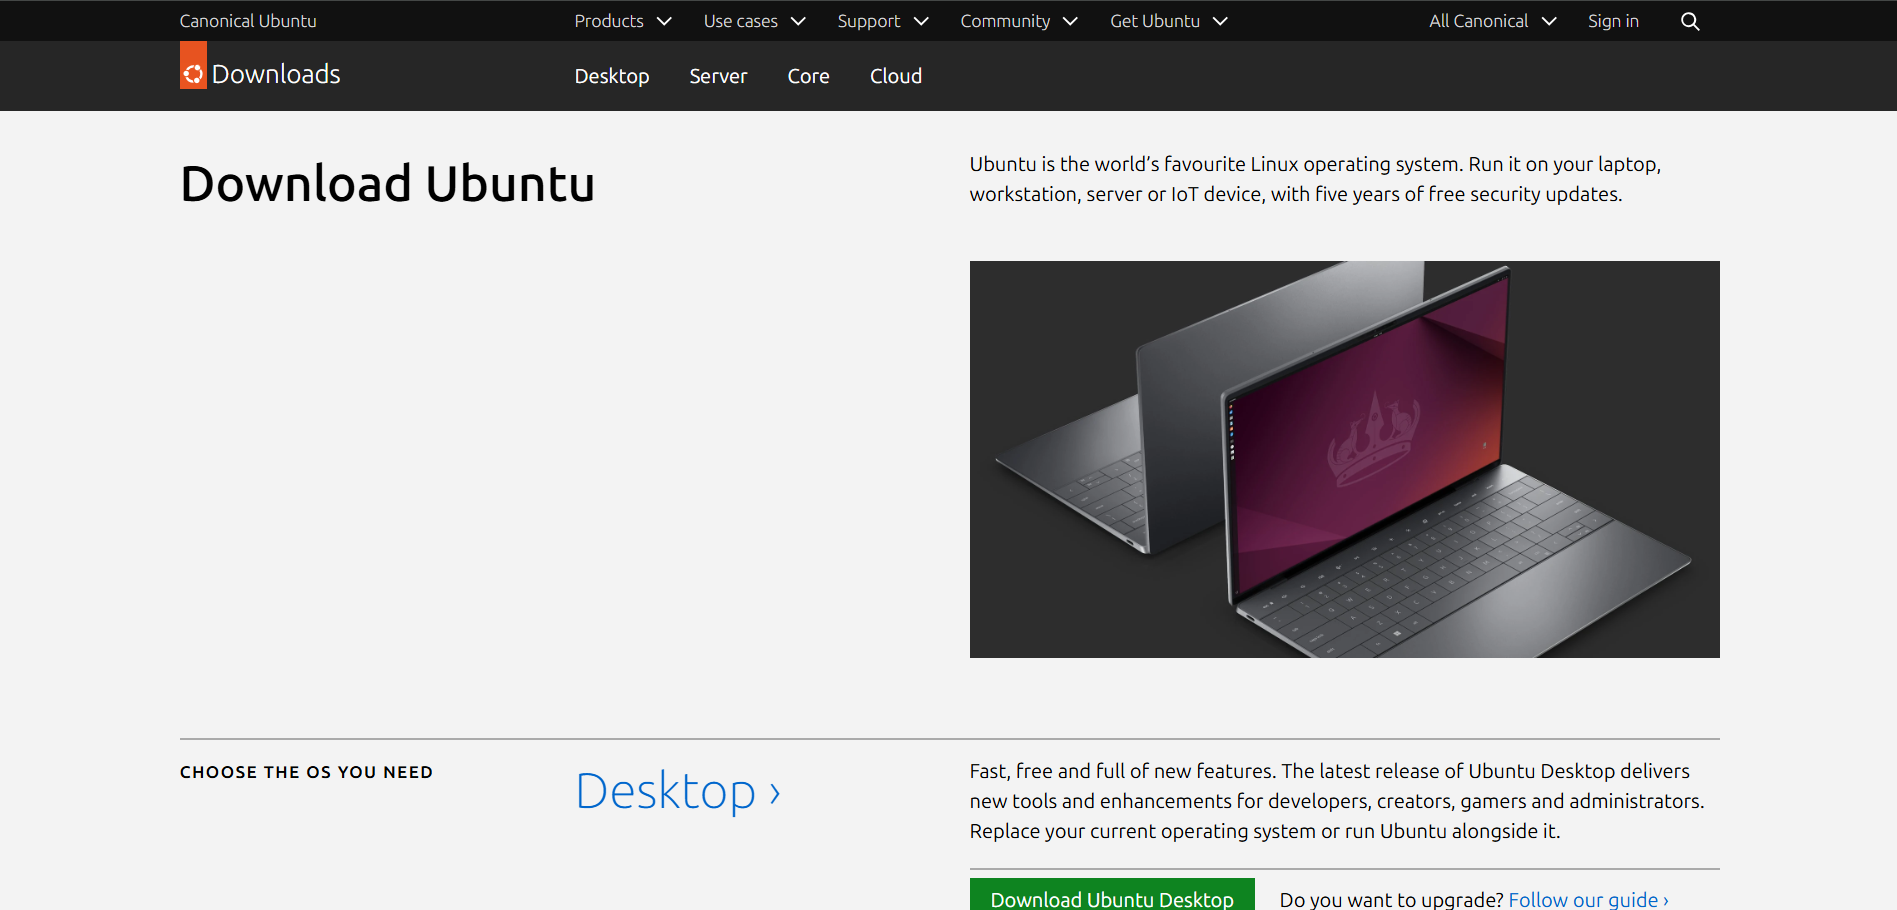 Canonical Ubuntu
Products
Use cases
Support
Community
Get Ubuntu
All Canonical
Sign in
Downloads
Desktop
Server
Core
Cloud
Download Ubuntu
Ubuntu is the world’s favourite Linux operating system. Run it on your laptop,
workstation, server or IoT device, with five years of free security updates.
CHOOSE THE OS YOU NEED
Desktop ›
Fast, free and full of new features. The latest release of Ubuntu Desktop delivers
new tools and enhancements for developers, creators, gamers and administrators.
Replace your current operating system or run Ubuntu alongside it.
Download Ubuntu Desktop
Do you want to upgrade? Follow our guide ›